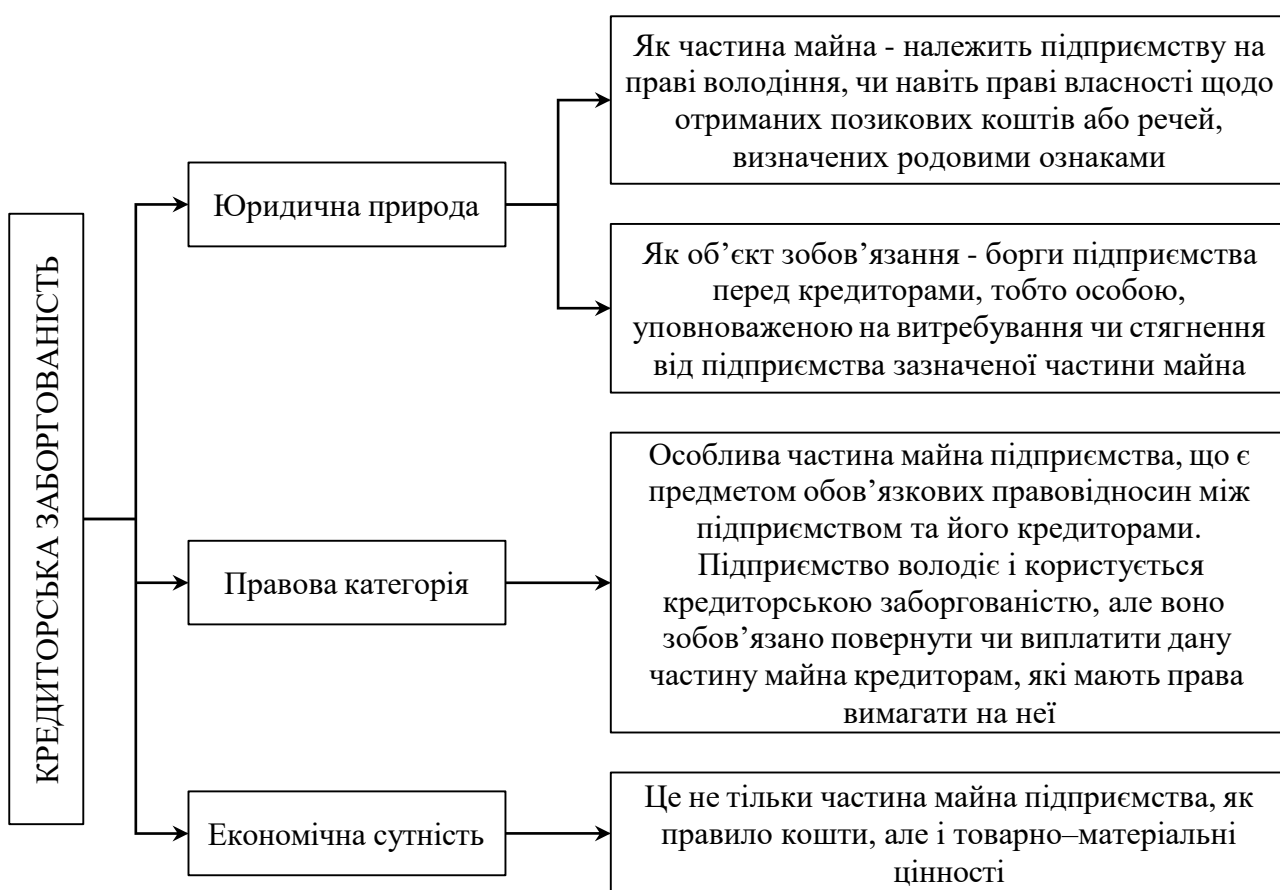 КРЕДИТОРСЬКА ЗАБОРГОВАНІСТЬ
Юридична природа
Як частина майна - належить підприємству на
праві володіння, чи навіть праві власності щодо
отриманих позикових коштів або речей,
визначених родовими ознаками
Як об’єкт зобов’язання - борги підприємства
перед кредиторами, тобто особою,
уповноваженою на витребування чи стягнення
від підприємства зазначеної частини майна
Правова категорія
Особлива частина майна підприємства, що є
предметом обов’язкових правовідносин між
підприємством та його кредиторами.
Підприємство володіє і користується
кредиторською заборгованістю, але воно
зобов’язано повернути чи виплатити дану
частину майна кредиторам, які мають права
вимагати на неї
Економічна сутність
Це не тільки частина майна підприємства, як
правило кошти, але і товарно–матеріальні
цінності